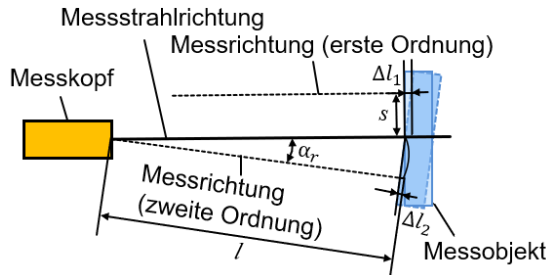 Messstrahlrichtung
Messrichtung (erste Ordnung)
Messkopf
Δl₁
s
αᵣ
Messrichtung
(zweite Ordnung)
Δl₂
l
Messobjekt